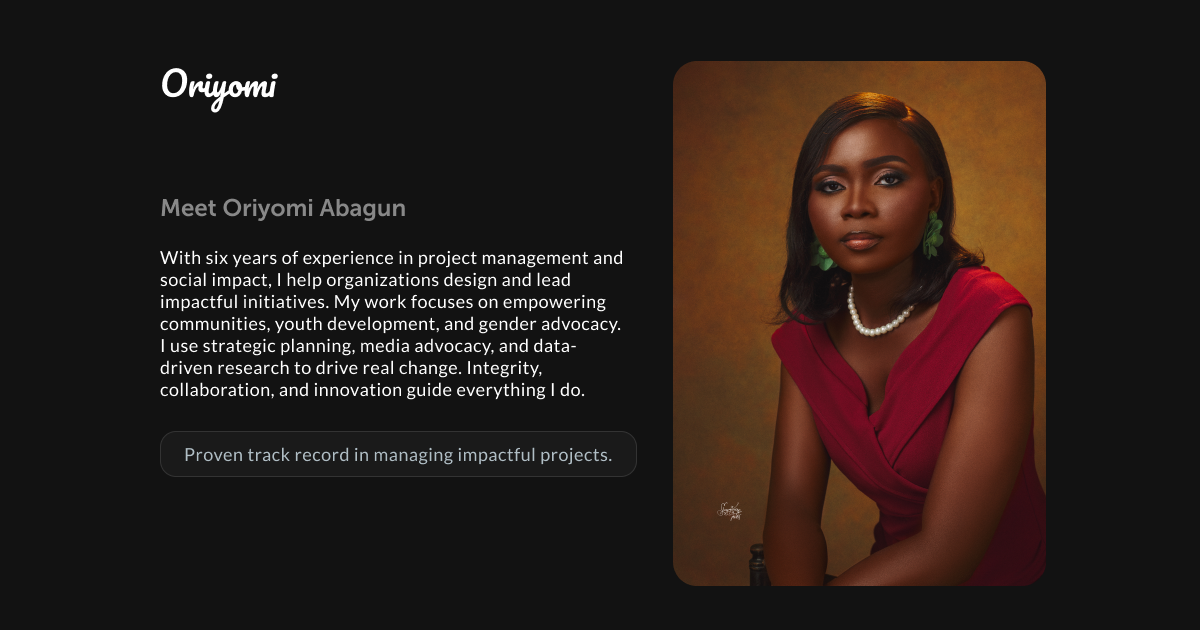 Oriyomi
Meet Oriyomi Abagun
With six years of experience in project management and
social impact, I help organizations design and lead
impactful initiatives. My work focuses on empowering
communities, youth development, and gender advocacy.
I use strategic planning, media advocacy, and data-
driven research to drive real change. Integrity,
collaboration, and innovation guide everything I do.
Proven track record in managing impactful projects.